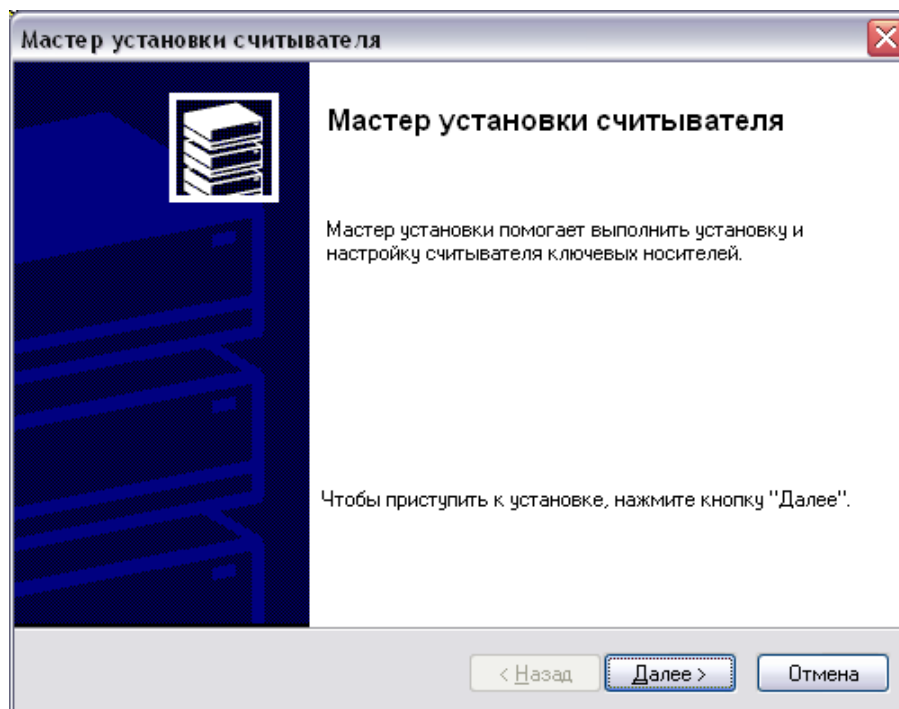 Мастер установки считывателя
Мастер установки считывателя
Мастер установки помогает выполнить установку и
настройку считывателя ключевых носителей.
Чтобы приступить к установке, нажмите кнопку "Далее".
< Назад
Далее >
Отмена